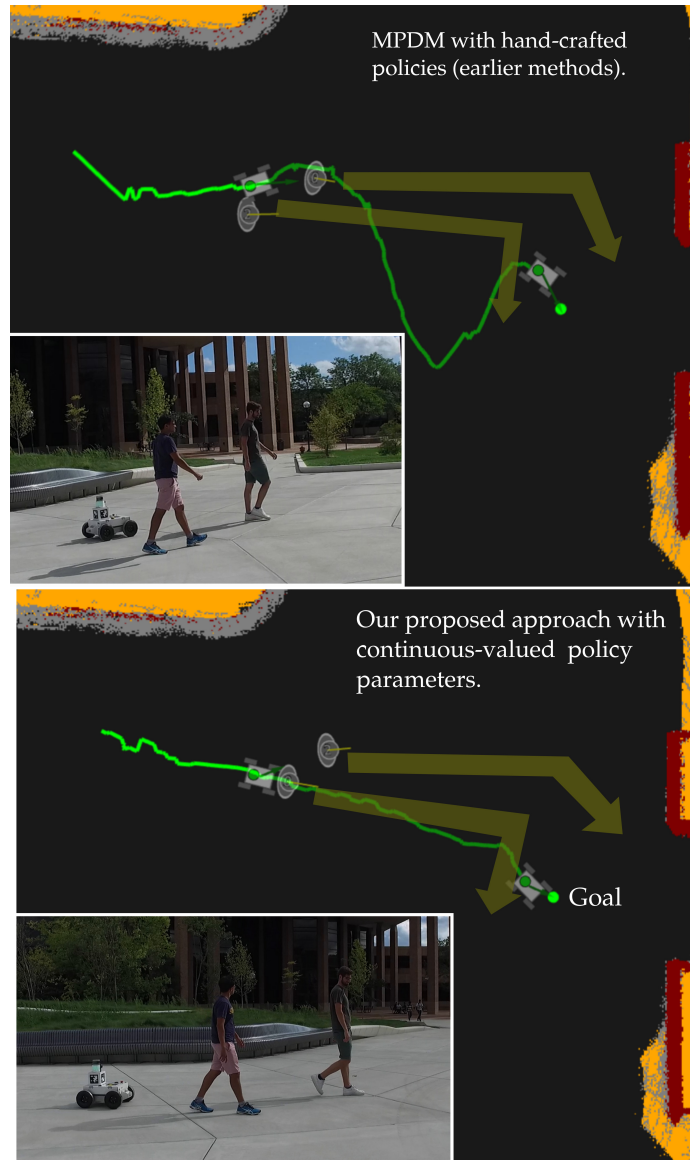 MPDM with hand-crafted
policies (earlier methods).
Our proposed approach with
continuous-valued policy
parameters.
Goal